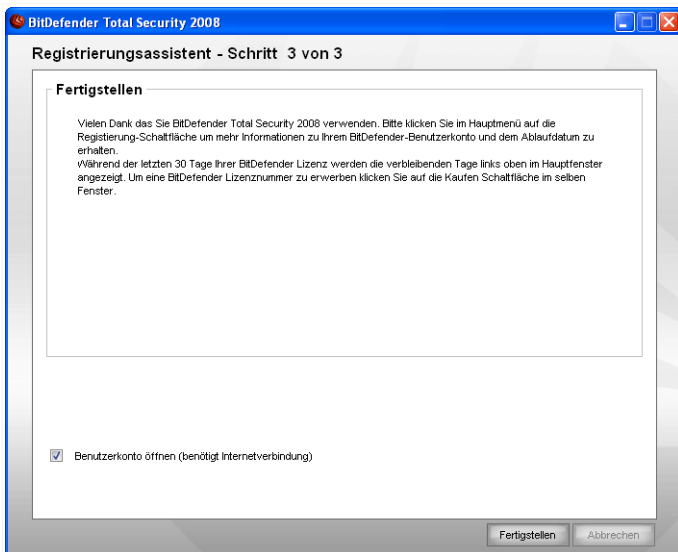 BitDefender Total Security 2008
Registrierungsassistent - Schritt 3 von 3
Fertigstellen
Vielen Dank das Sie BitDefender Total Security 2008 verwenden. Bitte klicken Sie im Hauptmenü auf die
Registierung-Schaltfläche um mehr Informationen zu Ihrem BitDefender-Benutzerkonto und dem Ablaufdatum zu
erhalten.
Während der letzten 30 Tage Ihrer BitDefender Lizenz werden die verbleibenden Tage links oben im Hauptfenster
angezeigt. Um eine BitDefender Lizenznummer zu erwerben klicken Sie auf die Kaufen Schaltfläche im selben
Fenster.
Benutzerkonto öffnen (benötigt Internetverbindung)
Fertigstellen
Abbrechen